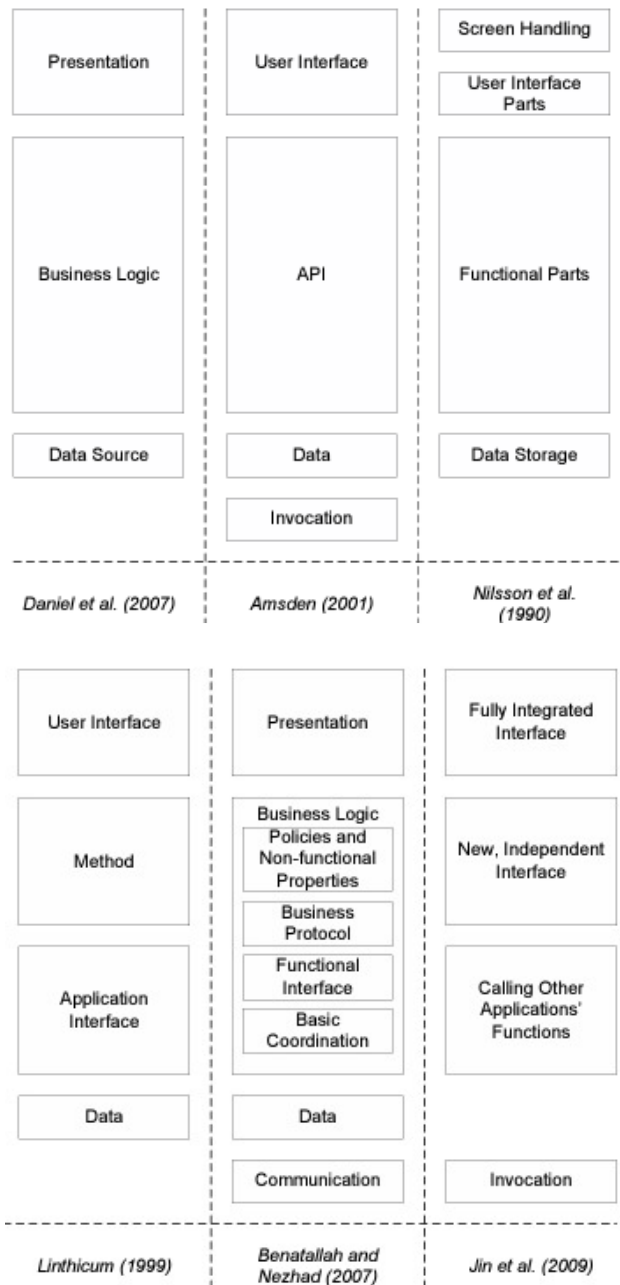 Presentation
Business Logic
Data Source
Daniel et al. (2007)
User Interface
API
Data
Invocation
Amsden (2001)
Screen Handling
User Interface
Parts
Functional Parts
Data Storage
Nilsson et al.
(1990)
User Interface
Method
Application
Interface
Data
Linthicum (1999)
Presentation
Business Logic
Policies and
Non-functional
Properties
Business
Protocol
Functional
Interface
Basic
Coordination
Data
Communication
Benatallah and
Nezhad (2007)
Fully Integrated
Interface
New, Independent
Interface
Calling Other
Applications'
Functions
Invocation
Jin et al. (2009)